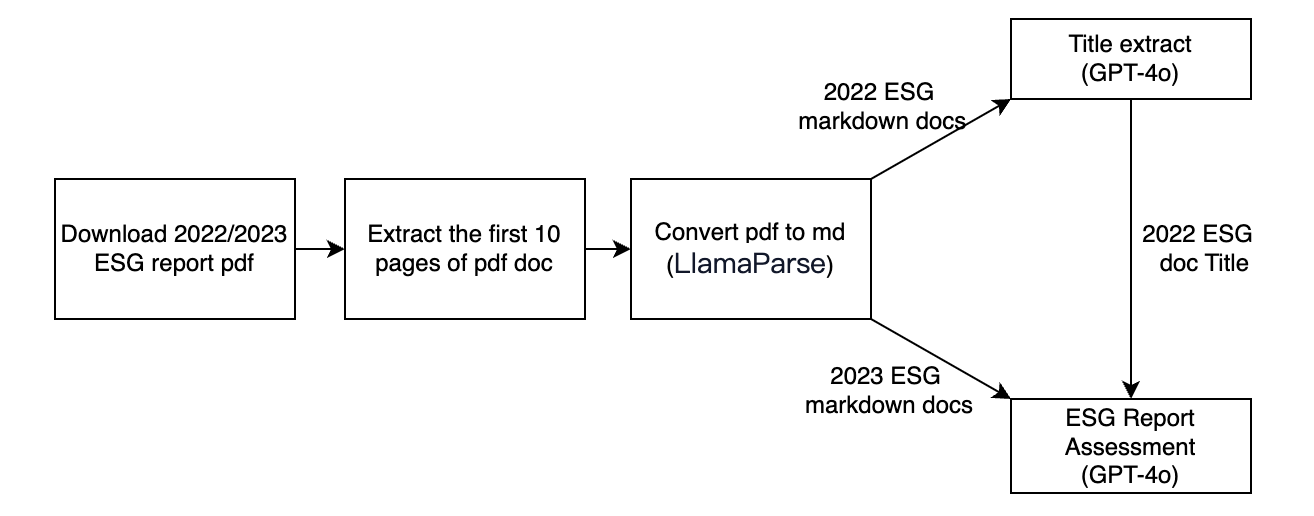 Title extract
(GPT-4o)
2022 ESG
markdown docs
Download 2022/2023
ESG report pdf
Extract the first 10
pages of pdf doc
Convert pdf to md
(LlamaParse)
2022 ESG
doc Title
2023 ESG
markdown docs
ESG Report
Assessment
(GPT-4o)